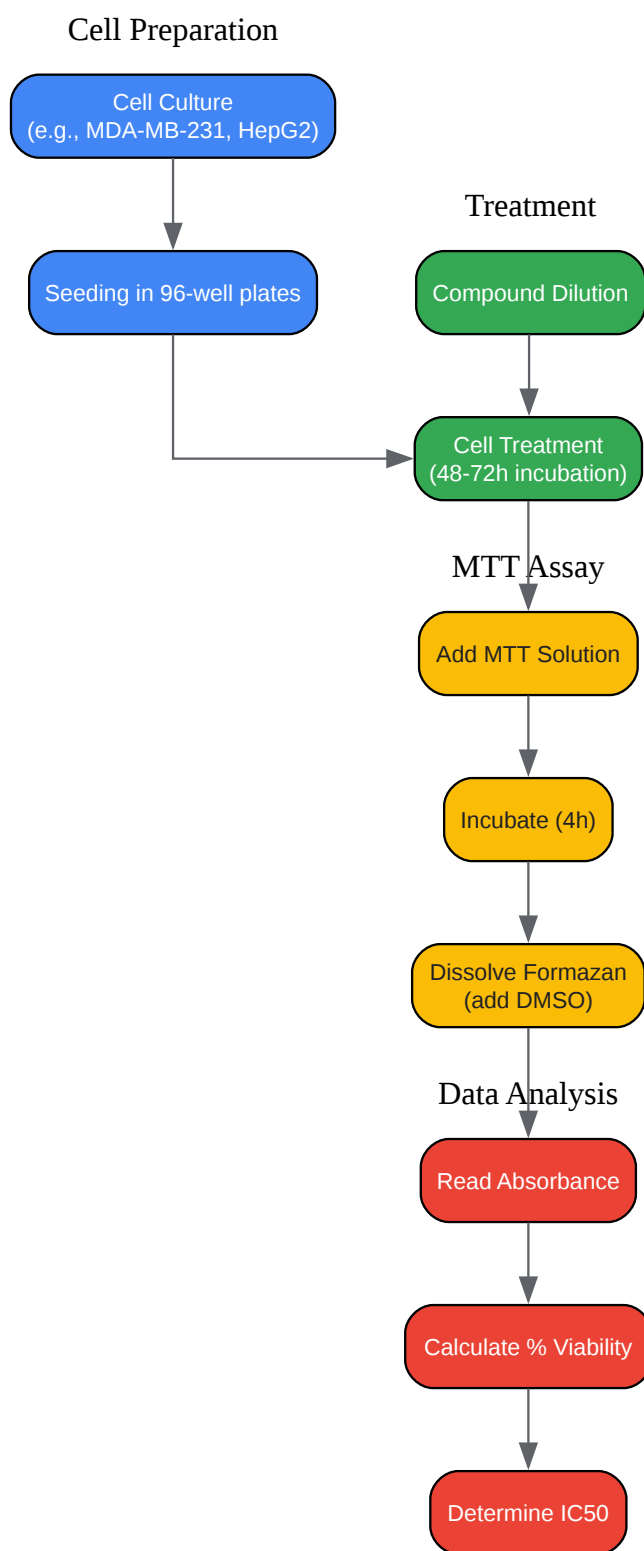 Cell Preparation
Cell Culture
(e.g., MDA-MB-231, HepG2)
Seeding in 96-well plates
Treatment
Compound Dilution
Cell Treatment
(48-72h incubation)
MTT Assay
Add MTT Solution
Incubate (4h)
Dissolve Formazan
(add DMSO)
Data Analysis
Read Absorbance
Calculate % Viability
Determine IC50